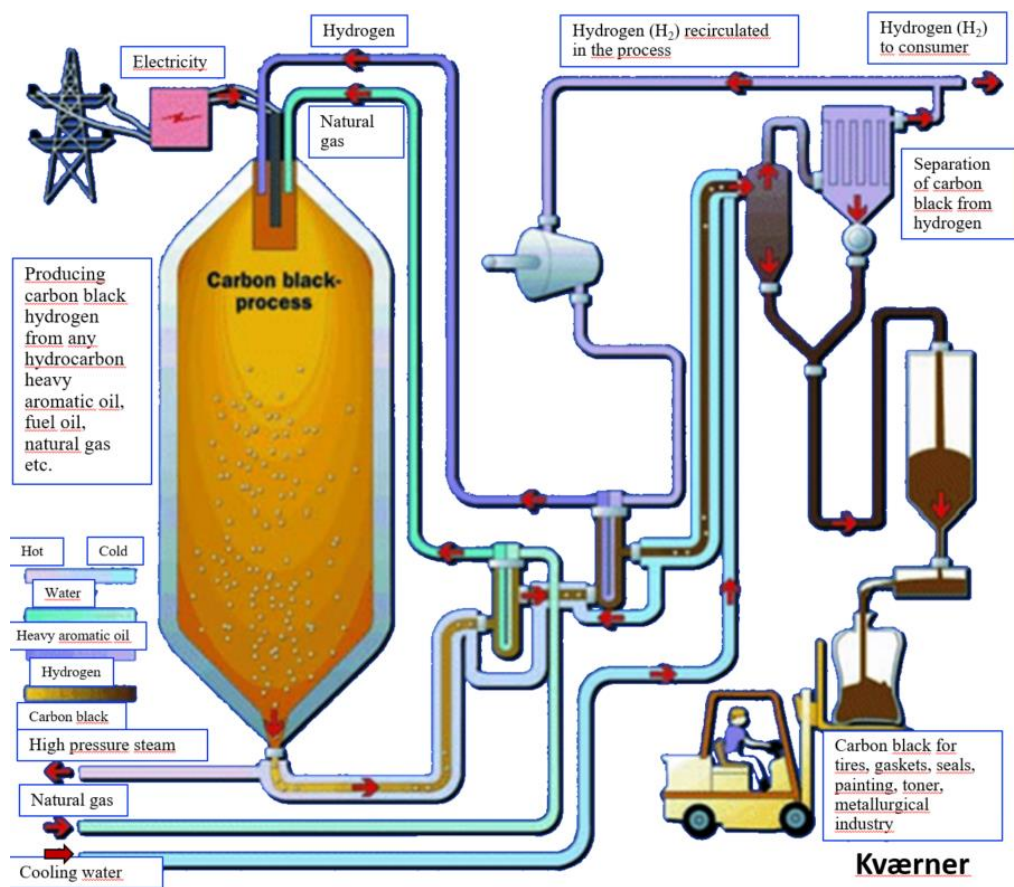 Hydrogen
Electricity
Natural
gas
Hydrogen (H₂) recirculated
in the process
Hydrogen (H₂)
to consumer
Separation
of carbon
black from
hydrogen
Carbon black-
process
Producing
carbon black
hydrogen
from any
hydrocarbon
heavy
aromatic oil,
fuel oil,
natural gas
etc.
Hot
Cold
Water
Heavy aromatic oil
Hydrogen
Carbon black
High pressure steam
Natural gas
Cooling water
Carbon black for
tires, gaskets, seals,
painting, toner,
metallurgical
industry
Kværner